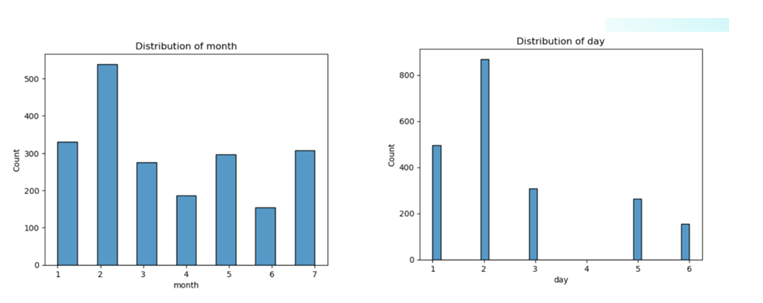 Distribution of month
500
400
300
200
100
0
Count
1 2 3 4 5 6 7
month
Distribution of day
800
600
400
200
0
Count
1 2 3 4 5 6
day